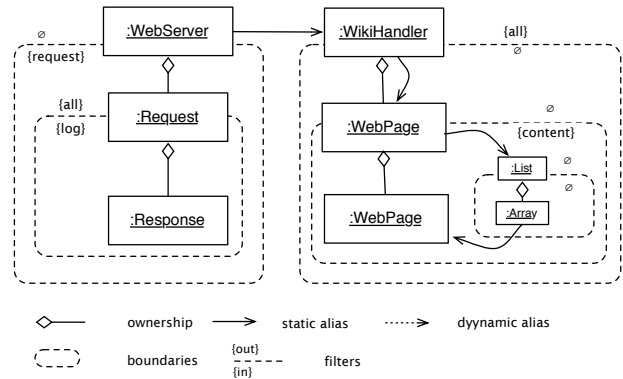 :WebServer
:WikiHandler
∅
{request}
{all}
∅
{all}
{log}
:Request
:WebPage
∅
{content}
:List
∅
∅
:Response
:WebPage
:Array
ownership
static alias
dyynamic alias
boundaries
{out}
{in}
filters